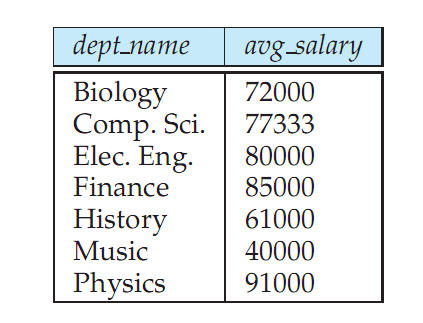 dept_name avg_salary
Biology 72000
Comp. Sci. 77333
Elec. Eng. 80000
Finance 85000
History 61000
Music 40000
Physics 91000